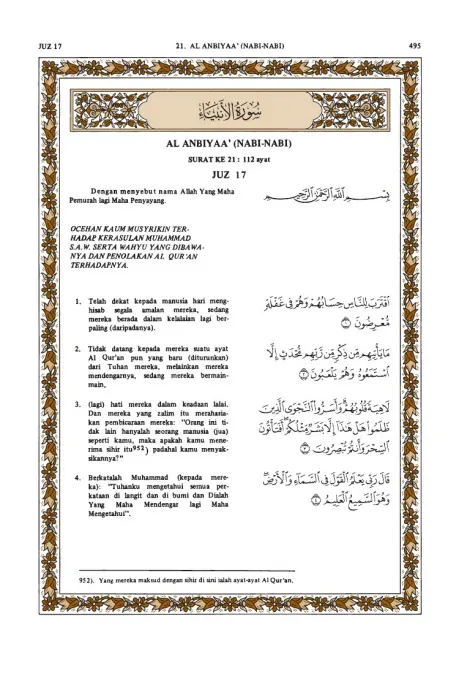 JUZ 17 21. AL ANBIYAA' (NABI-NABI) 495
سُورَةُ الْأَنْبِيَاءِ
AL ANBIYAA' (NABI-NABI)
SURAT KE 21 : 112 ayat
JUZ 17
Dengan menyebut nama Allah Yang Maha
Pemurah lagi Maha Penyayang.
بِسْمِ اللَّهِ الرَّحْمَٰنِ الرَّحِيمِ
OCEHAN KAUM MUSYRIKIN TER-
HADAP KERASULAN MUHAMMAD
S.A.W. SERTA WAHYU YANG DIBAWA-
NYA DAN PENOLAKAN AL QUR'AN
TERHADAPNYA.
1. Telah dekat kepada manusia hari meng-
hisab segala amalan mereka, sedang
mereka berada dalam kelalaian lagi ber-
paling (daripadanya).
اقْتَرَبَ لِلنَّاسِ حِسَابُهُمْ وَهُمْ فِي غَفْلَةٍ
مُعْرِضُونَ ۝١
2. Tidak datang kepada mereka suatu ayat
Al Qur'an pun yang baru (diturunkan)
dari Tuhan mereka, melainkan mereka
mendengarnya, sedang mereka bermain-
main,
مَا يَأْتِيهِمْ مِنْ ذِكْرٍ مِنْ رَبِّهِمْ مُحْدَثٍ إِلَّا
اسْتَمَعُوهُ وَهُمْ يَلْعَبُونَ ۝٢
3. (lagi) hati mereka dalam keadaan lalai.
Dan mereka yang zalim itu merahasia-
kan pembicaraan mereka: "Orang ini ti-
dak lain hanyalah seorang manusia (jua)
seperti kamu, maka apakah kamu mene-
rima sihir itu952) padahal kamu menyak-
sikannya?"
لَاهِيَةً قُلُوبُهُمْ وَأَسَرُّوا النَّجْوَى الَّذِينَ
ظَلَمُوا هَلْ هَٰذَا إِلَّا بَشَرٌ مِثْلُكُمْ أَفَتَأْتُونَ
السِّحْرَ وَأَنْتُمْ تُبْصِرُونَ ۝٣
4. Berkatalah Muhammad (kepada mere-
ka): "Tuhanku mengetahui semua per-
kataan di langit dan di bumi dan Dialah
Yang Maha Mendengar lagi Maha
Mengetahui".
قَالَ رَبِّي يَعْلَمُ الْقَوْلَ فِي السَّمَاءِ وَالْأَرْضِ
وَهُوَ السَّمِيعُ الْعَلِيمُ ۝٤
952). Yang mereka maksud dengan sihir di sini ialah ayat-ayat Al Qur'an.